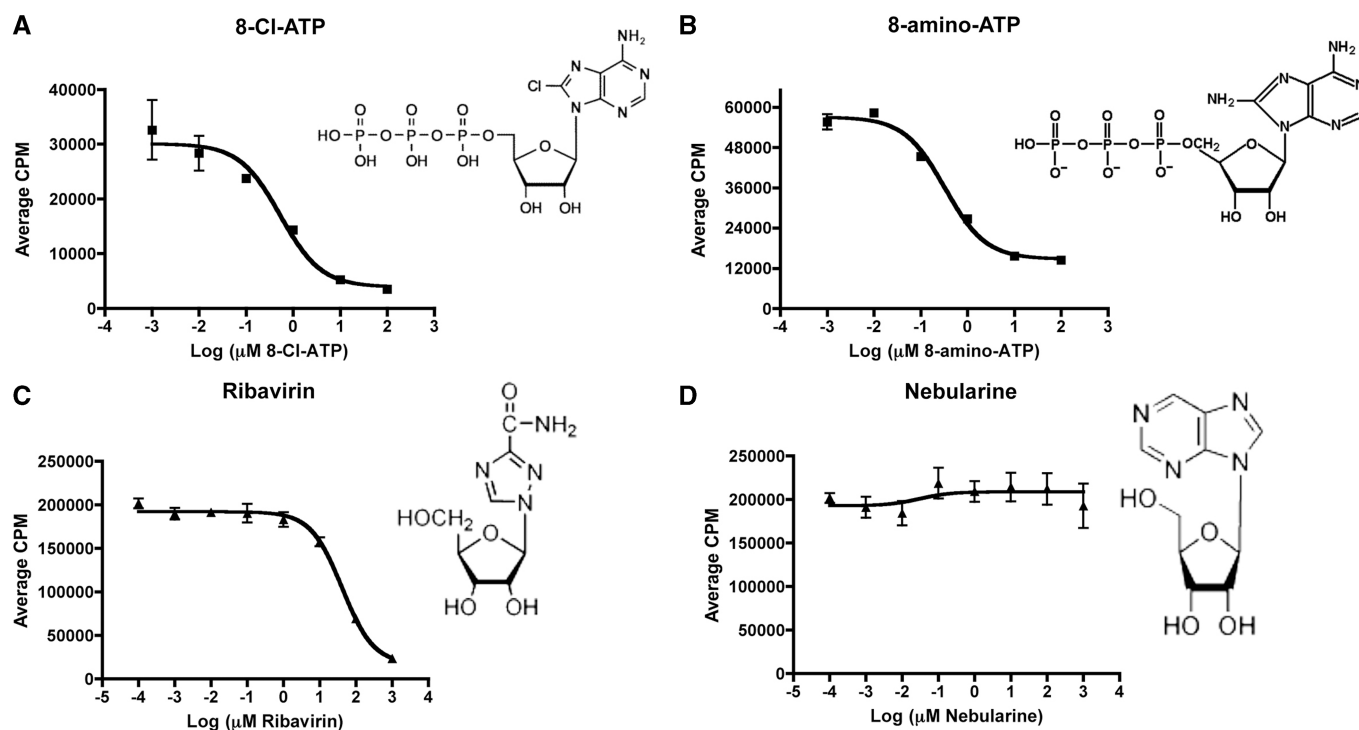 A
8-Cl-ATP
Average CPM
40000
30000
20000
10000
0
-4 -3 -2 -1 0 1 2 3
Log (μM 8-Cl-ATP)
NH2
N
N
Cl
N
N
O O O
HO-P-O-P-O-P-O
OH OH OH
O
OH OH
B
8-amino-ATP
Average CPM
60000
48000
36000
24000
12000
0
-4 -3 -2 -1 0 1 2 3
Log (μM 8-amino-ATP)
NH2
N
N
NH2
N
N
O O O
HO-P-O-P-O-P-OCH2
O- O- O-
O
HO OH
C
Ribavirin
Average CPM
250000
200000
150000
100000
50000
0
-5 -4 -3 -2 -1 0 1 2 3 4
Log (μM Ribavirin)
O
C-NH2
N
N
N
HOCH2
O
HO OH
D
Nebularine
Average CPM
250000
200000
150000
100000
50000
0
-5 -4 -3 -2 -1 0 1 2 3 4
Log (μM Nebularine)
N
N
N
N
HO
O
HO OH